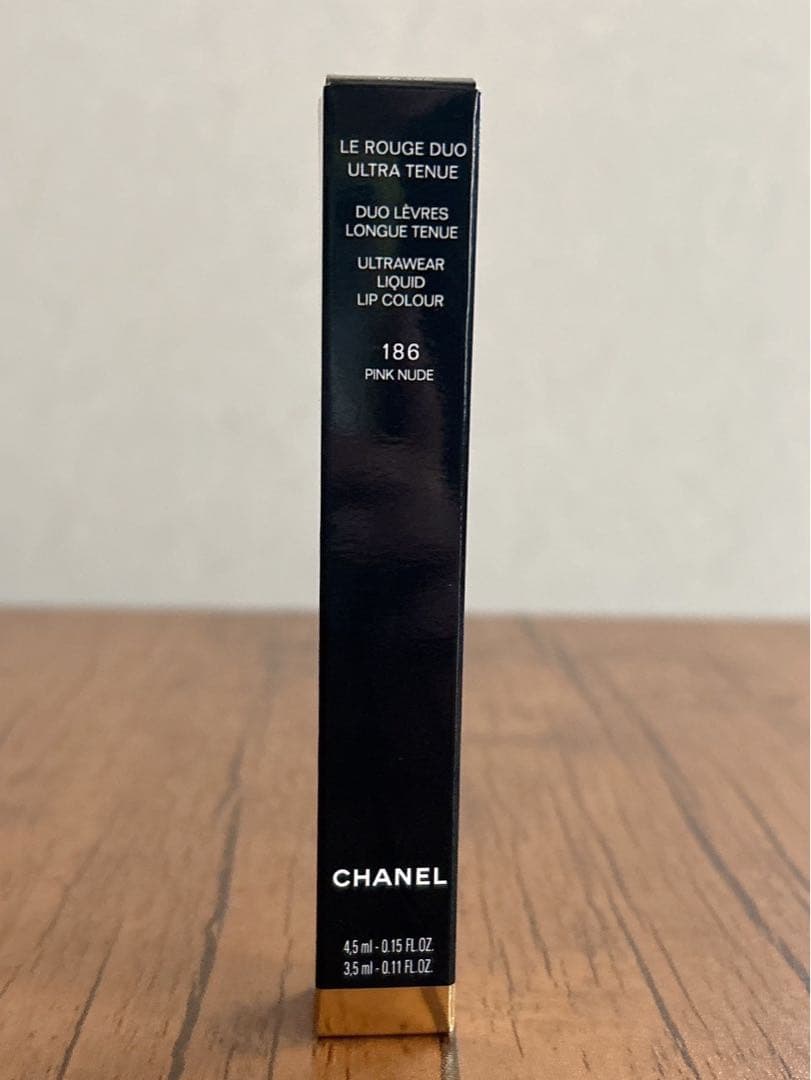 LE ROUGE DUO
ULTRA TENUE
DUO LÈVRES
LONGUE TENUE
ULTRAWEAR
LIQUID
LIP COLOUR
186
PINK NUDE
CHANEL
4,5 ml - 0.15 FL.OZ.
3,5 ml - 0.11 FL.OZ.